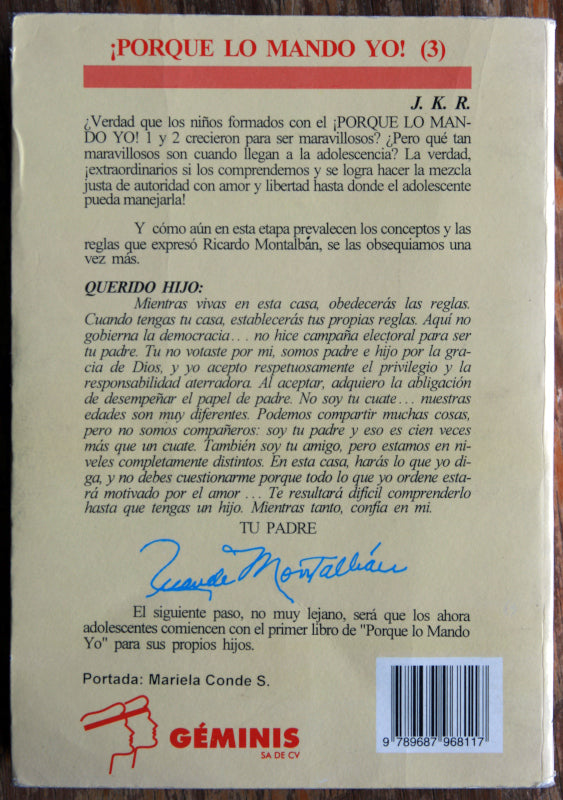 ¡PORQUE LO MANDO YO! (3)
J. K. R.
¿Verdad que los niños formados con el ¡PORQUE LO MAN-
DO YO! 1 y 2 crecieron para ser maravillosos? ¿Pero qué tan
maravillosos son cuando llegan a la adolescencia? La verdad,
¡extraordinarios si los comprendemos y se logra hacer la mezcla
justa de autoridad con amor y libertad hasta donde el adolescente
pueda manejarla!
Y cómo aún en esta etapa prevalecen los conceptos y las
reglas que expresó Ricardo Montalbán, se las obsequiamos una
vez más.
QUERIDO HIJO:
Mientras vivas en esta casa, obedecerás las reglas.
Cuando tengas tu casa, establecerás tus propias reglas. Aquí no
gobierna la democracia. . . no hice campaña electoral para ser
tu padre. Tu no votaste por mi, somos padre e hijo por la gra-
cia de Dios, y yo acepto respetuosamente el privilegio y la
responsabilidad aterradora. Al aceptar, adquiero la obligación
de desempeñar el papel de padre. No soy tu cuate. . . nuestras
edades son muy diferentes. Podemos compartir muchas cosas,
pero no somos compañeros: soy tu padre y eso es cien veces
más que un cuate. También soy tu amigo, pero estamos en ni-
veles completamente distintos. En esta casa, harás lo que yo di-
ga, y no debes cuestionarme porque todo lo que yo ordene esta-
rá motivado por el amor . . . Te resultará difícil comprenderlo
hasta que tengas un hijo. Mientras tanto, confía en mi.
TU PADRE
Ricardo Montalbán
El siguiente paso, no muy lejano, será que los ahora
adolescentes comiencen con el primer libro de "Porque lo Mando
Yo" para sus propios hijos.
Portada: Mariela Conde S.
GÉMINIS
SA DE CV
9 789687 968117